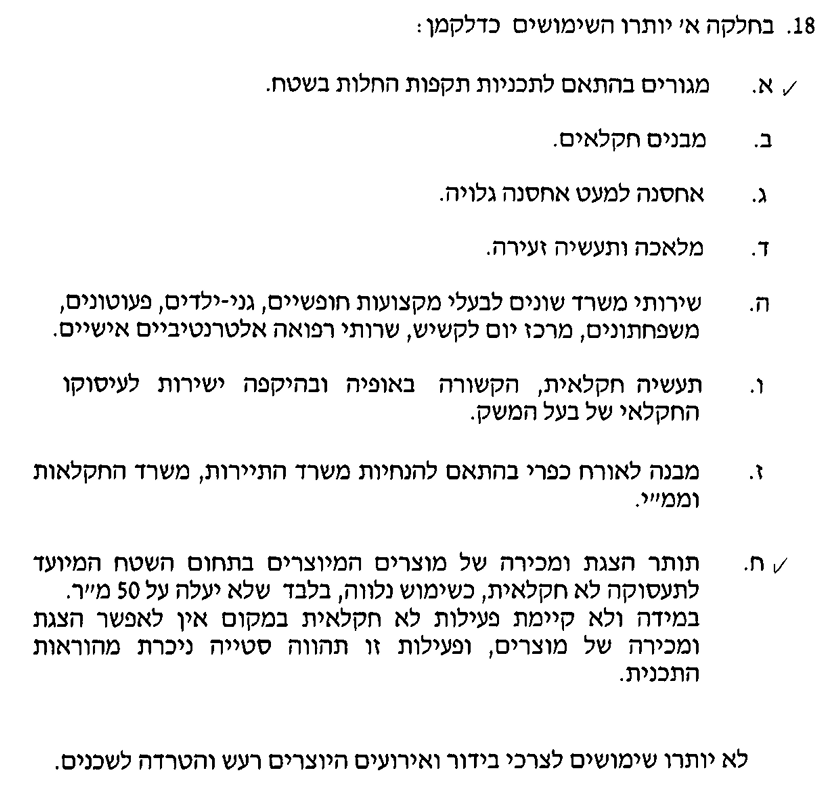 18. בחלקה א׳ יותרו השימושים כדלקמן:
✓ א. מגורים בהתאם לתכניות תקפות החלות בשטח.
ב. מבנים חקלאים.
ג. אחסנה למעט אחסנה גלויה.
ד. מלאכה ותעשיה זעירה.
ה. שירותי משרד שונים לבעלי מקצועות חופשיים, גני-ילדים, פעוטונים,
משפחתונים, מרכז יום לקשיש, שרותי רפואה אלטרנטיביים אישיים.
ו. תעשיה חקלאית, הקשורה באופיה ובהיקפה ישירות לעיסוקו
החקלאי של בעל המשק.
ז. מבנה לאורח כפרי בהתאם להנחיות משרד התיירות, משרד החקלאות
וממ״י.
✓ ח. תותר הצגת ומכירה של מוצרים המיוצרים בתחום השטח המיועד
לתעסוקה לא חקלאית, כשימוש נלווה, בלבד שלא יעלה על 50 מ״ר.
במידה ולא קיימת פעילות לא חקלאית במקום אין לאפשר הצגת
ומכירה של מוצרים, ופעילות זו תהווה סטייה ניכרת מהוראות
התכנית.
לא יותרו שימושים לצרכי בידור ואירועים היוצרים רעש והטרדה לשכנים.